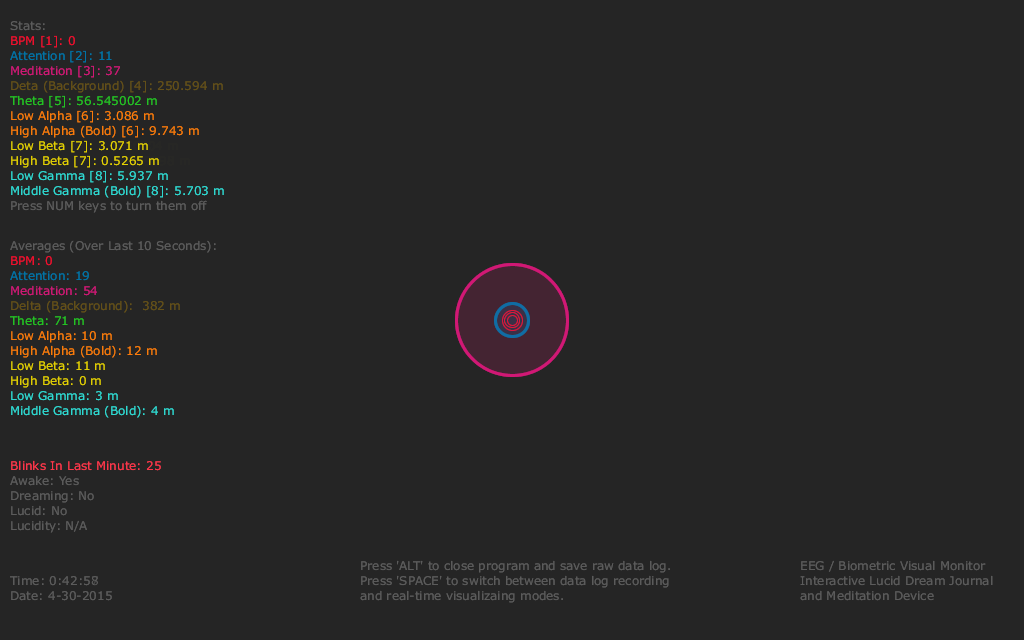 Stats:
BPM [1]: 0
Attention [2]: 11
Meditation [3]: 37
Deta (Background) [4]: 250.594 m
Theta [5]: 56.545002 m
Low Alpha [6]: 3.086 m
High Alpha (Bold) [6]: 9.743 m
Low Beta [7]: 3.071 m
High Beta [7]: 0.5265 m
Low Gamma [8]: 5.937 m
Middle Gamma (Bold) [8]: 5.703 m
Press NUM keys to turn them off
Averages (Over Last 10 Seconds):
BPM: 0
Attention: 19
Meditation: 54
Delta (Background):  382 m
Theta: 71 m
Low Alpha: 10 m
High Alpha (Bold): 12 m
Low Beta: 11 m
High Beta: 0 m
Low Gamma: 3 m
Middle Gamma (Bold): 4 m
Blinks In Last Minute: 25
Awake: Yes
Dreaming: No
Lucid: No
Lucidity: N/A
Time: 0:42:58
Date: 4-30-2015
Press 'ALT' to close program and save raw data log.
Press 'SPACE' to switch between data log recording
and real-time visualizaing modes.
EEG / Biometric Visual Monitor
Interactive Lucid Dream Journal
and Meditation Device